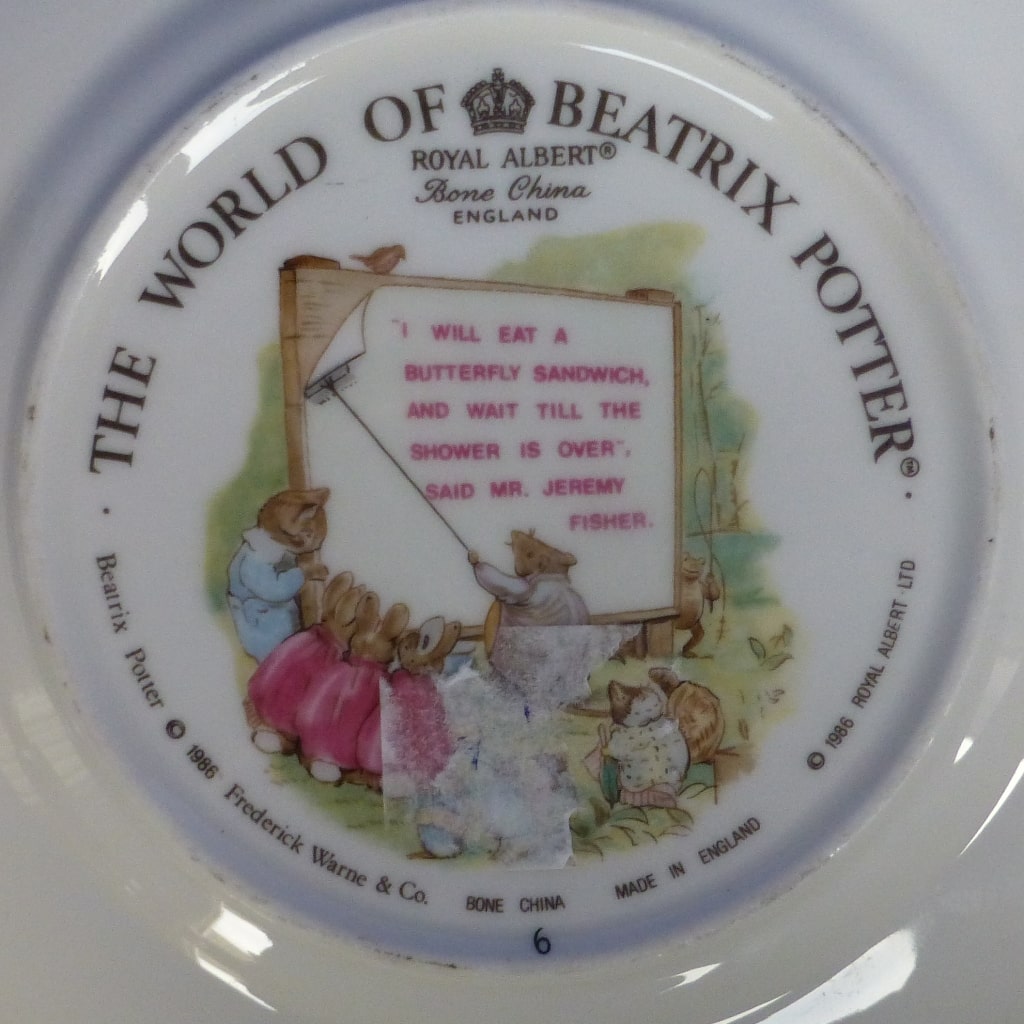 · THE WORLD OF BEATRIX POTTER™ ·
ROYAL ALBERT®
Bone China
ENGLAND
"I WILL EAT A
BUTTERFLY SANDWICH,
AND WAIT TILL THE
SHOWER IS OVER",
SAID MR. JEREMY
FISHER.
Beatrix Potter © 1986 Frederick Warne & Co.
BONE CHINA
MADE IN ENGLAND
© 1986 ROYAL ALBERT LTD
6